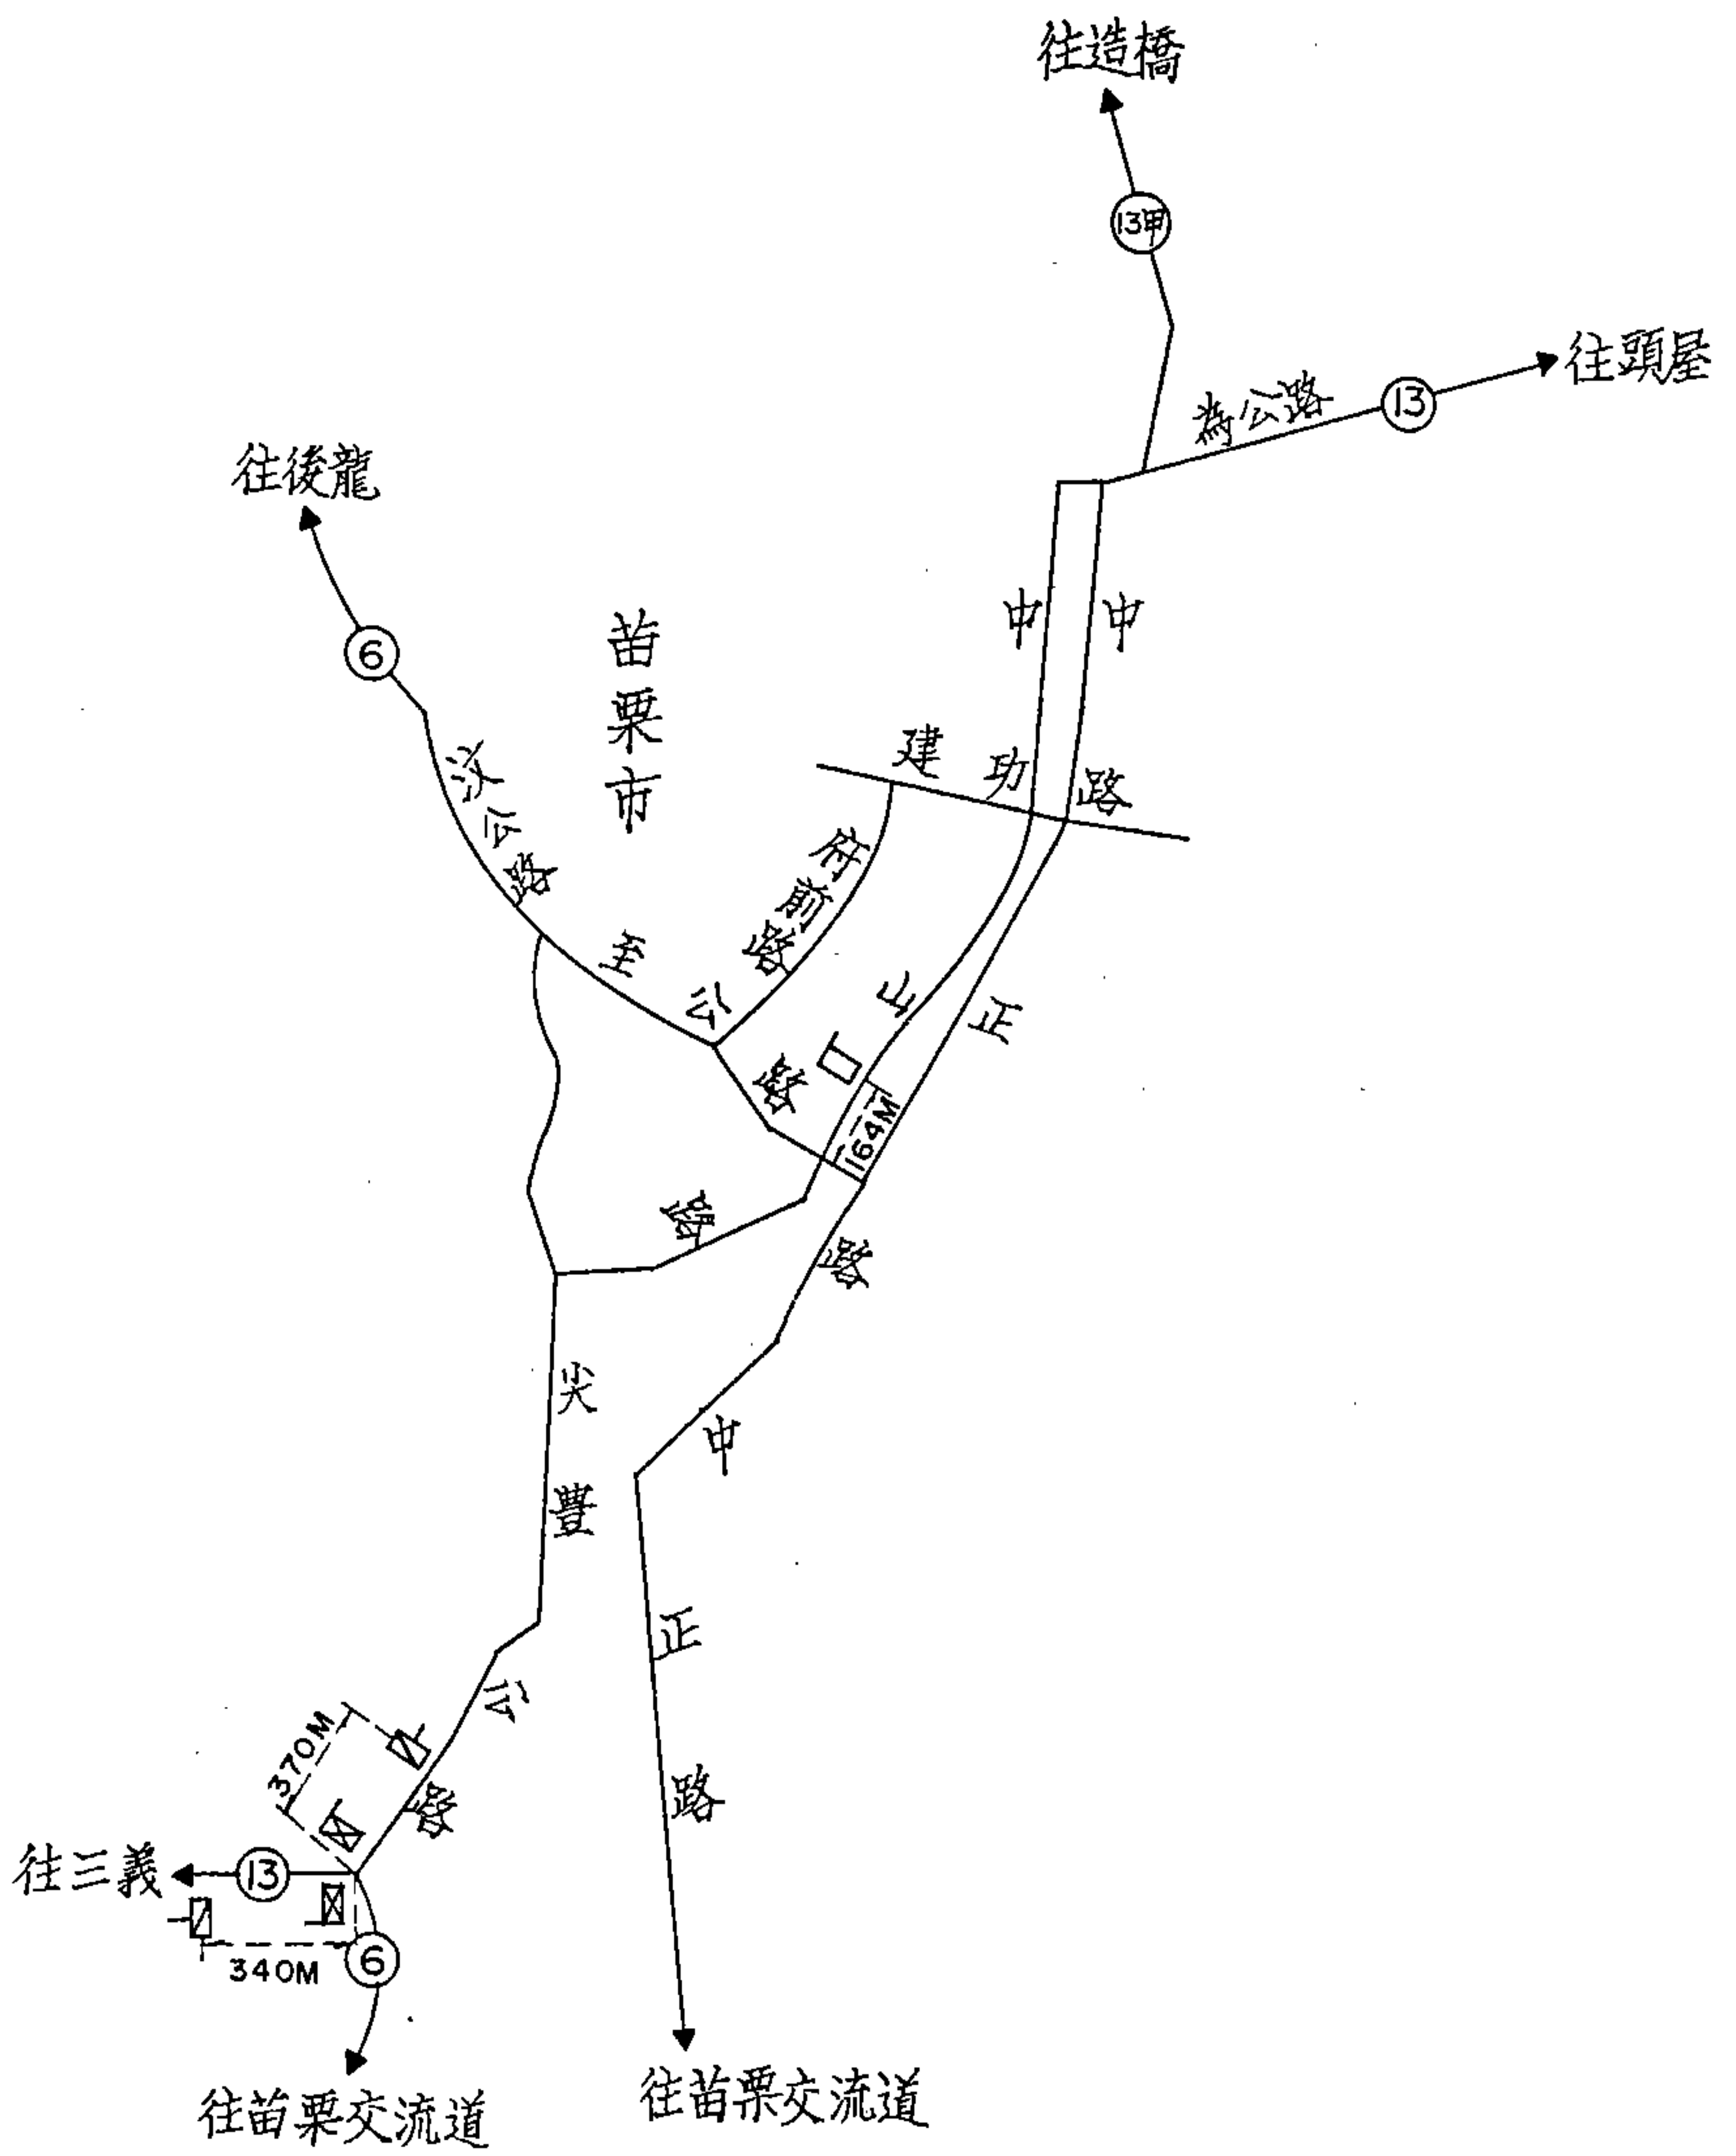 往造橋
13甲
往頭屋
為公路
13
往後龍
6
苗栗市
汶公路
中山路
中正路
建功路
府前路
至公路
164M
尖豐公路
中正路
370M
往三義
13
340M
6
往苗栗交流道
往苗栗交流道